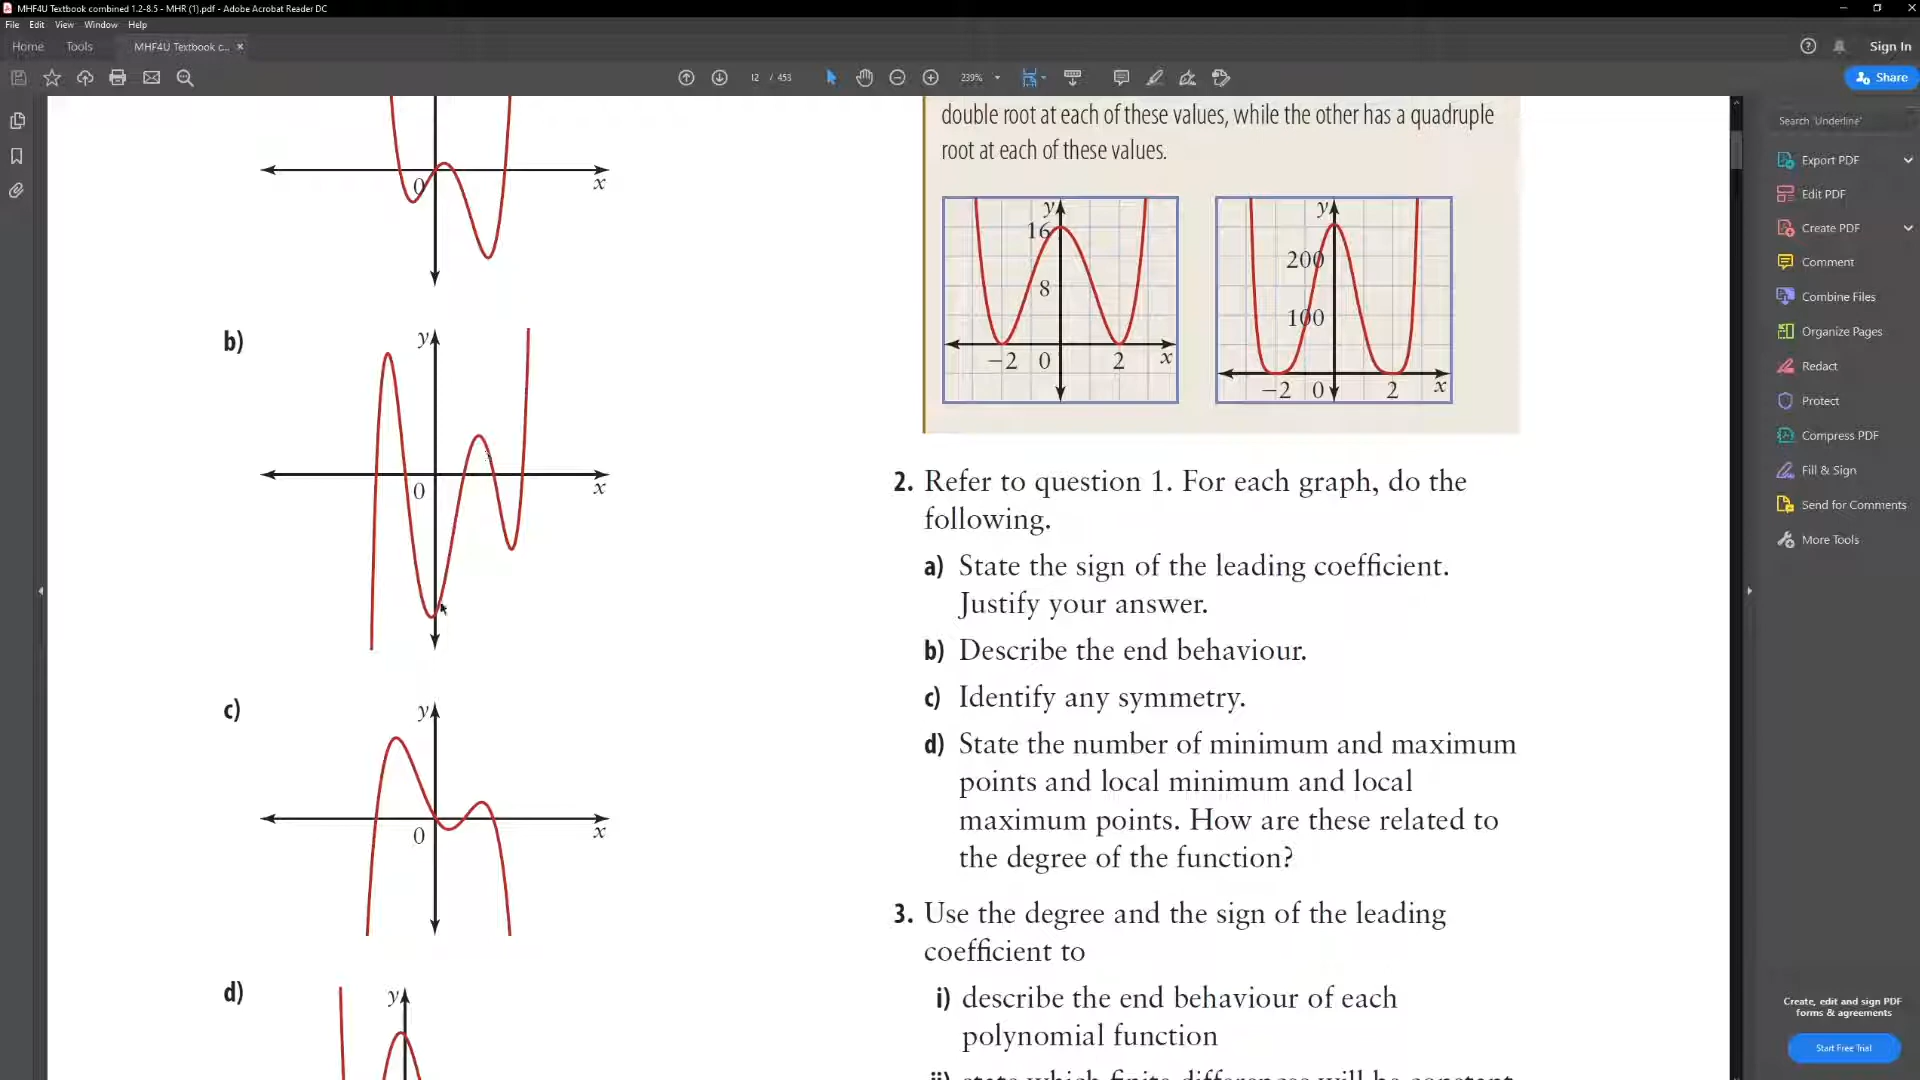 MHF4U Textbook combined 1.2-8.5 - MHR (1).pdf - Adobe Acrobat Reader DC
File Edit View Window Help
Home Tools MHF4U Textbook c... × Sign In
12 / 453 239% Share
0 x
b) y
0 x
c) y
0 x
d) y
double root at each of these values, while the other has a quadruple
root at each of these values.
y
16
8
−2 0 2 x
y
200
100
−2 0 2 x
2. Refer to question 1. For each graph, do the
following.
a) State the sign of the leading coefficient.
Justify your answer.
b) Describe the end behaviour.
c) Identify any symmetry.
d) State the number of minimum and maximum
points and local minimum and local
maximum points. How are these related to
the degree of the function?
3. Use the degree and the sign of the leading
coefficient to
i) describe the end behaviour of each
polynomial function
ii) state which finite differences will be constant
Search 'Underline'
Export PDF
Edit PDF
Create PDF
Comment
Combine Files
Organize Pages
Redact
Protect
Compress PDF
Fill & Sign
Send for Comments
More Tools
Create, edit and sign PDF
forms & agreements
Start Free Trial